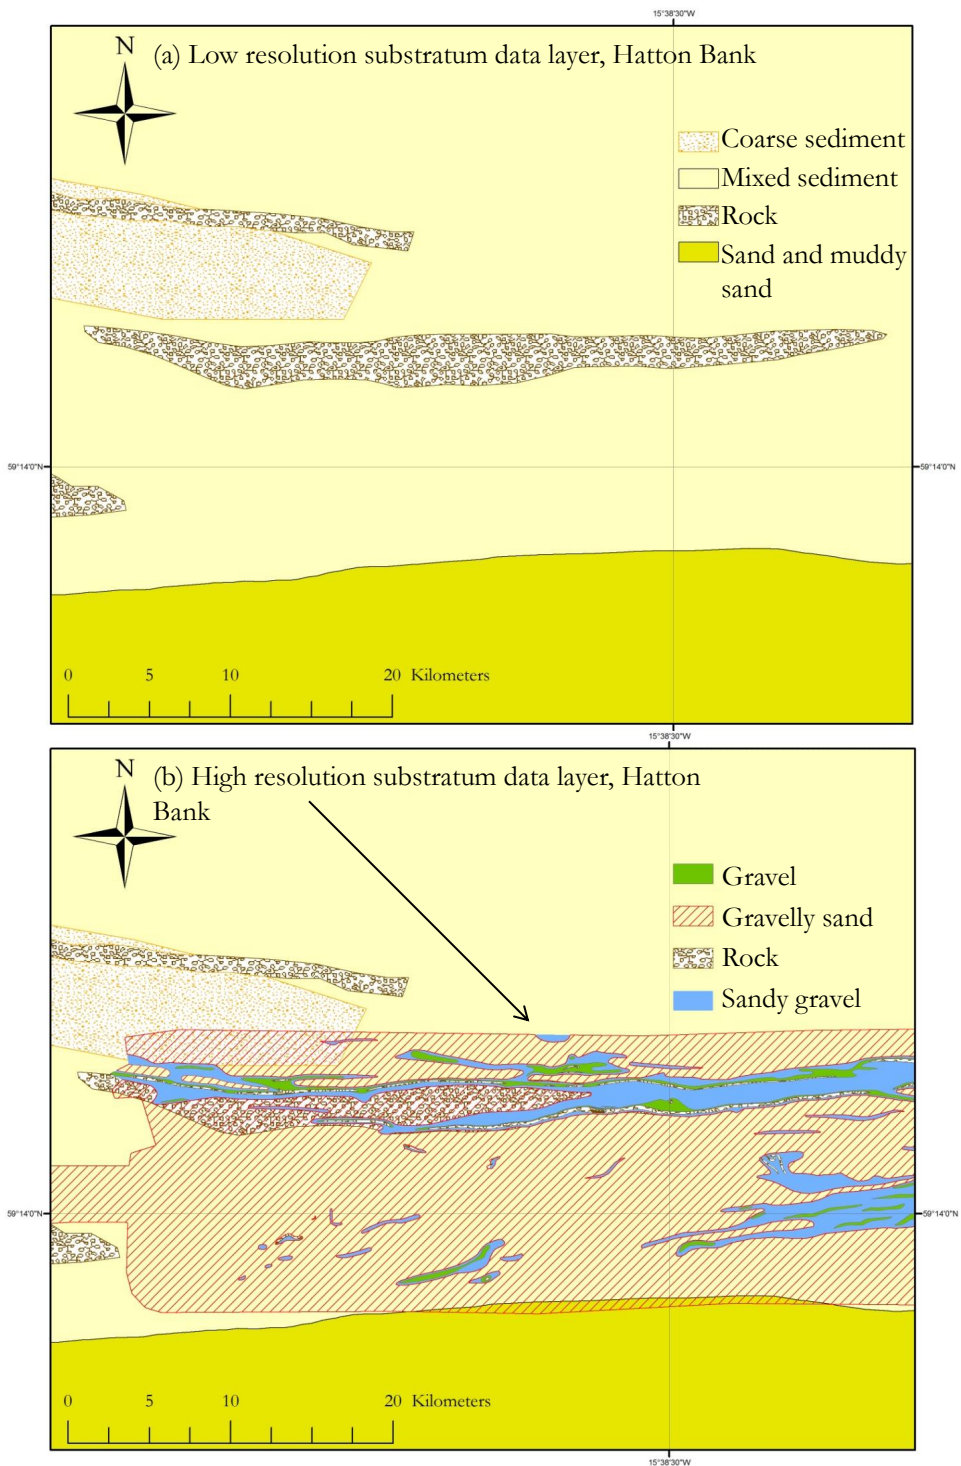 15°38'30"W
N
(a) Low resolution substratum data layer, Hatton Bank
Coarse sediment
Mixed sediment
Rock
Sand and muddy
sand
59°14'0"N
59°14'0"N
0 5 10 20 Kilometers
15°38'30"W
N
(b) High resolution substratum data layer, Hatton
Bank
Gravel
Gravelly sand
Rock
Sandy gravel
59°14'0"N
59°14'0"N
0 5 10 20 Kilometers
15°38'30"W